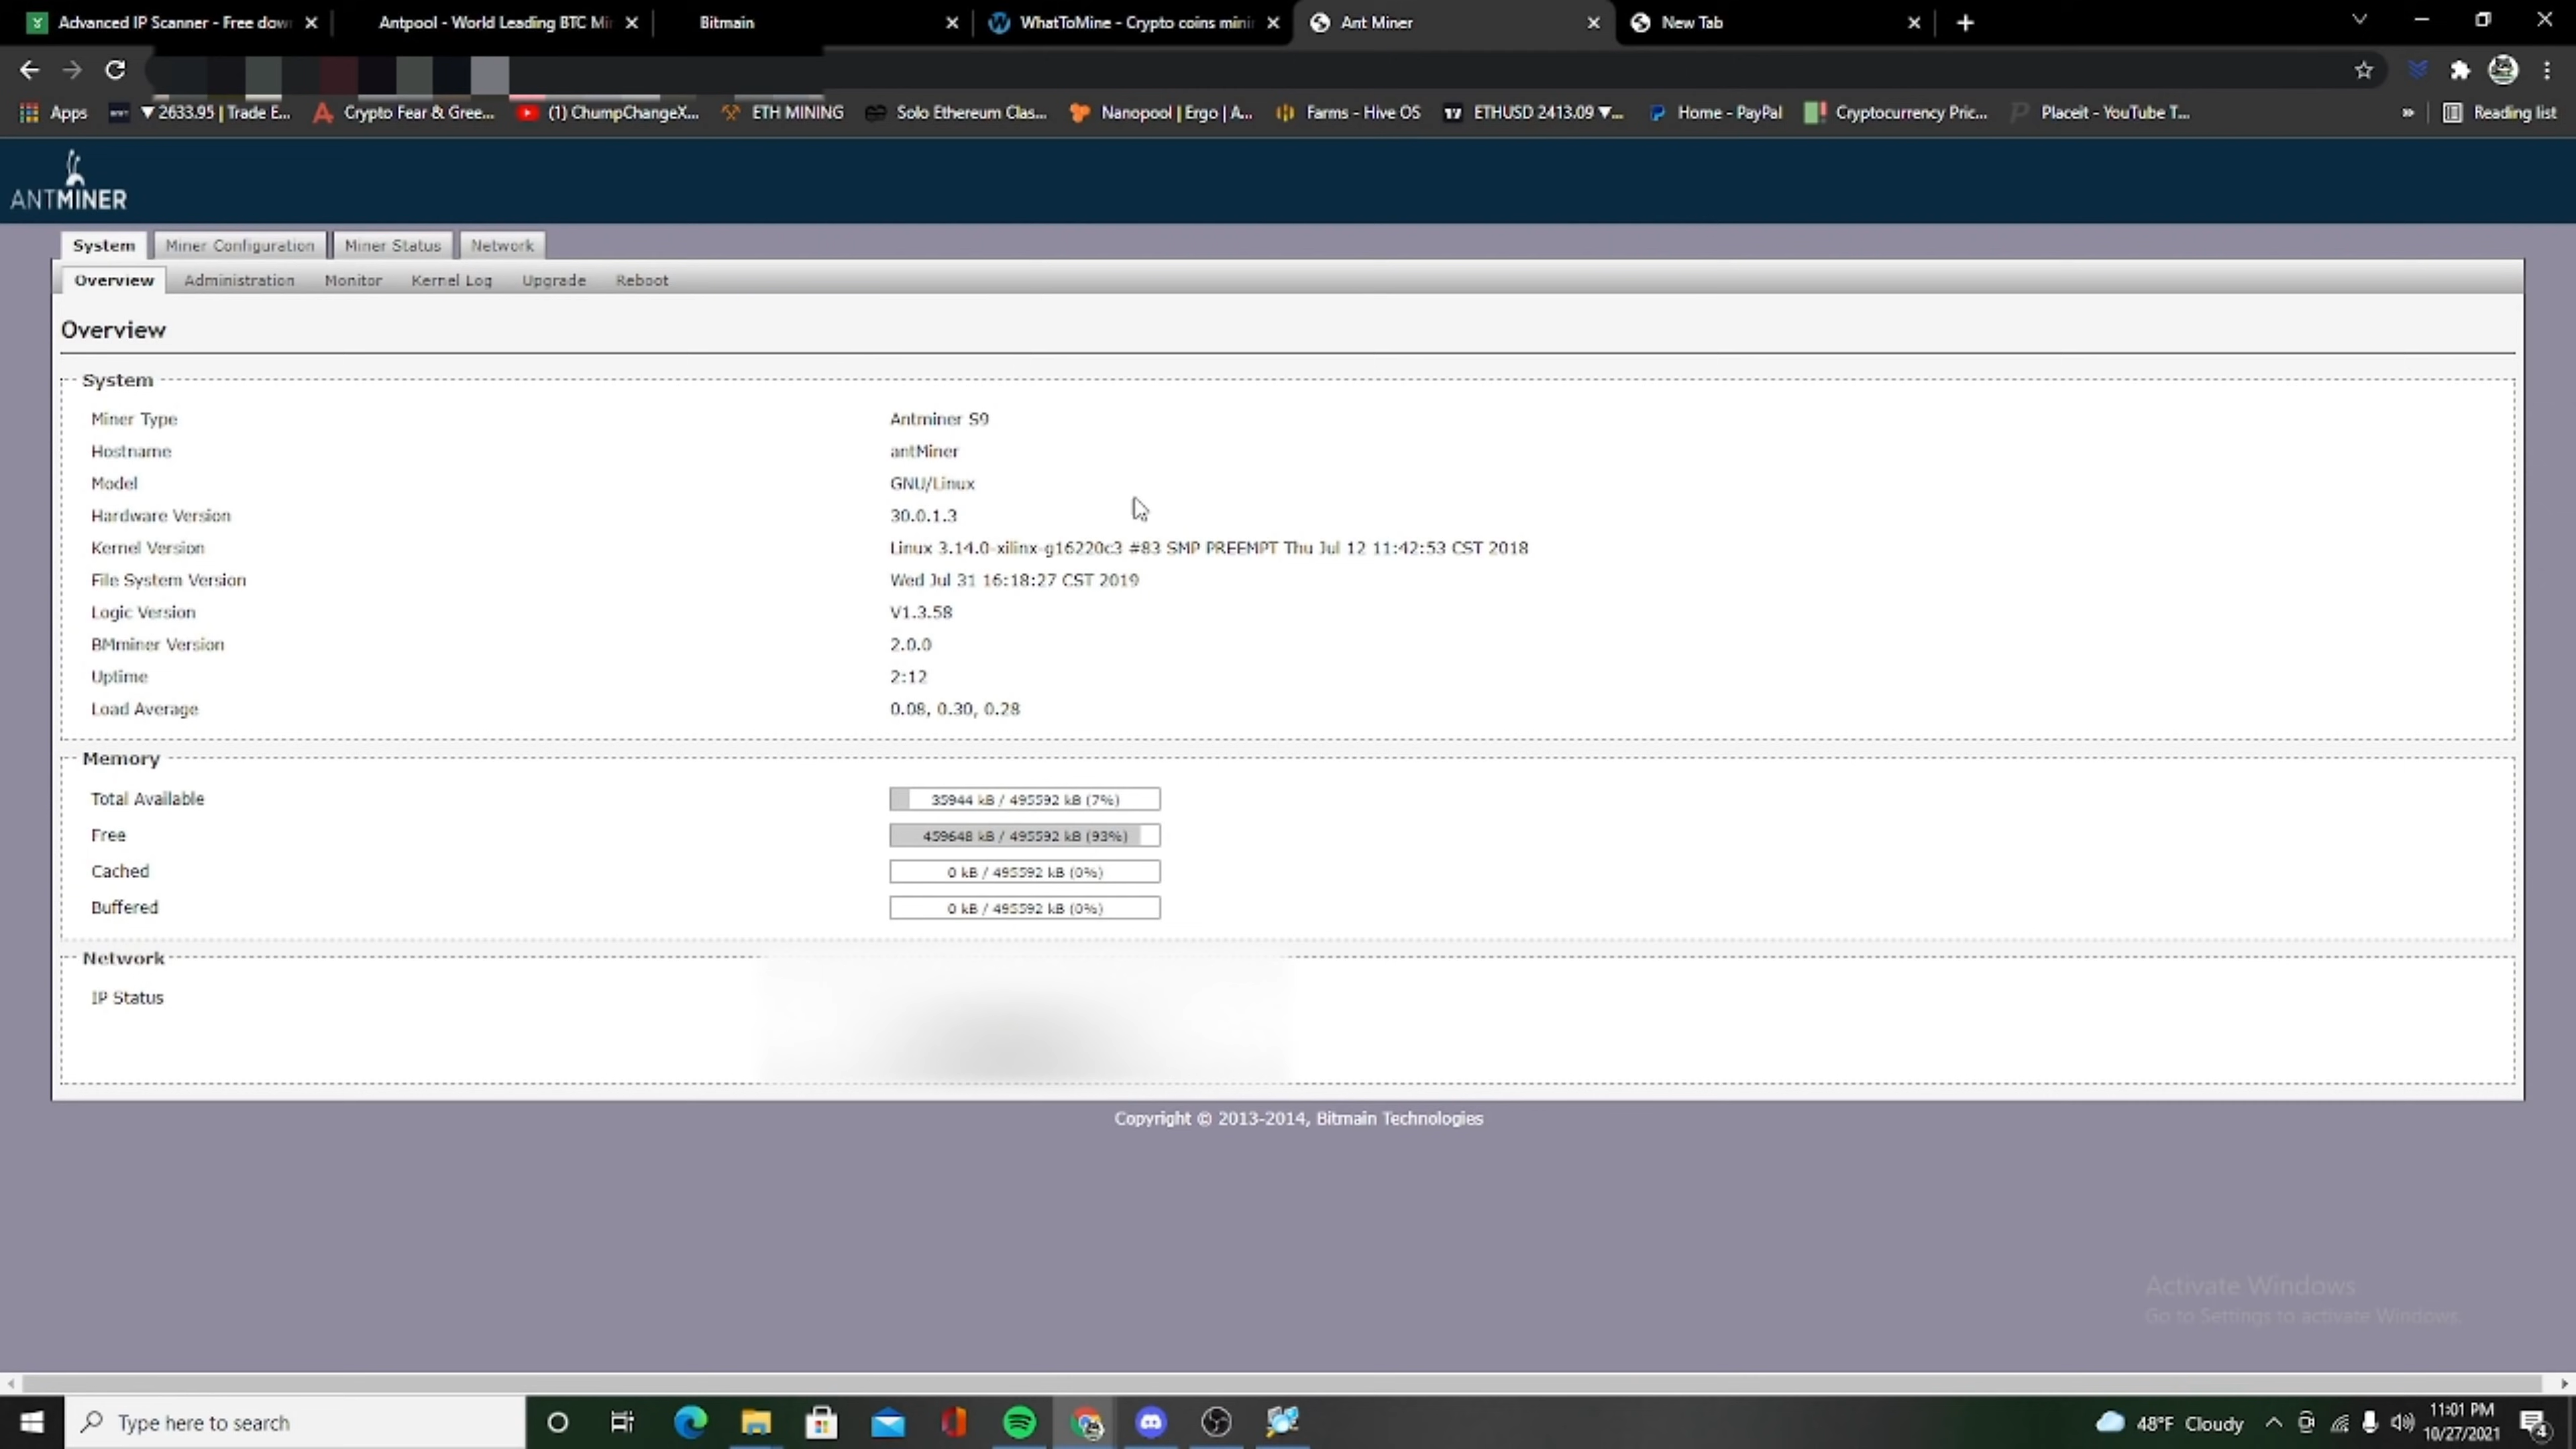 Advanced IP Scanner - Free dow
Antpool - World Leading BTC Mi
Bitmain
WhatToMine - Crypto coins mini
Ant Miner
New Tab
Apps
▼ 2633.95 | Trade E...
Crypto Fear & Gree...
(1) ChumpChangeX...
ETH MINING
Solo Ethereum Clas...
Nanopool | Ergo | A...
Farms - Hive OS
ETHUSD 2413.09 ▼...
Home - PayPal
Cryptocurrency Pric...
Placeit - YouTube T...
»
Reading list
ANTMINER
System Miner Configuration Miner Status Network
Overview Administration Monitor Kernel Log Upgrade Reboot
Overview
System
Miner Type Antminer S9
Hostname antMiner
Model GNU/Linux
Hardware Version 30.0.1.3
Kernel Version Linux 3.14.0-xilinx-g16220c3 #83 SMP PREEMPT Thu Jul 12 11:42:53 CST 2018
File System Version Wed Jul 31 16:18:27 CST 2019
Logic Version V1.3.58
BMminer Version 2.0.0
Uptime 2:12
Load Average 0.08, 0.30, 0.28
Memory
Total Available 35944 kB / 495592 kB (7%)
Free 459648 kB / 495592 kB (93%)
Cached 0 kB / 495592 kB (0%)
Buffered 0 kB / 495592 kB (0%)
Network
IP Status
Copyright © 2013-2014, Bitmain Technologies
Activate Windows
Go to Settings to activate Windows.
Type here to search
48°F Cloudy
11:01 PM
10/27/2021
4